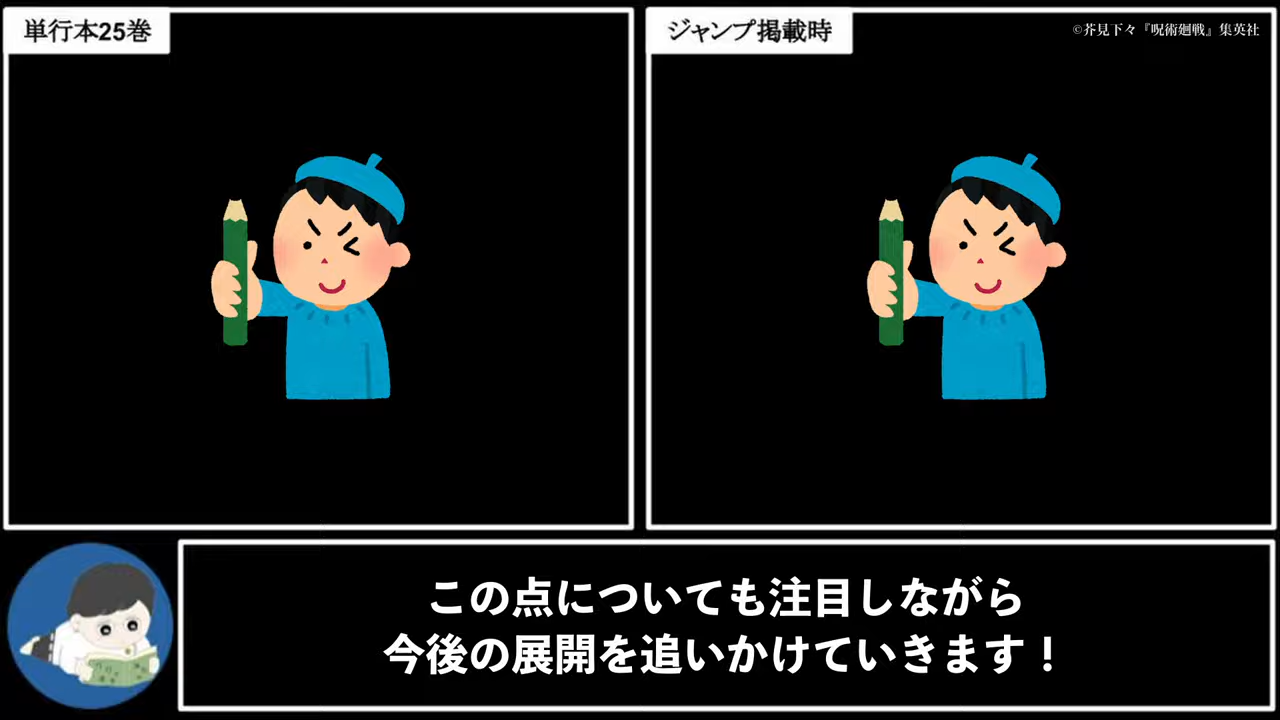 単行本25巻
ジャンプ掲載時
©芥見下々『呪術廻戦』集英社
この点についても注目しながら
今後の展開を追いかけていきます！